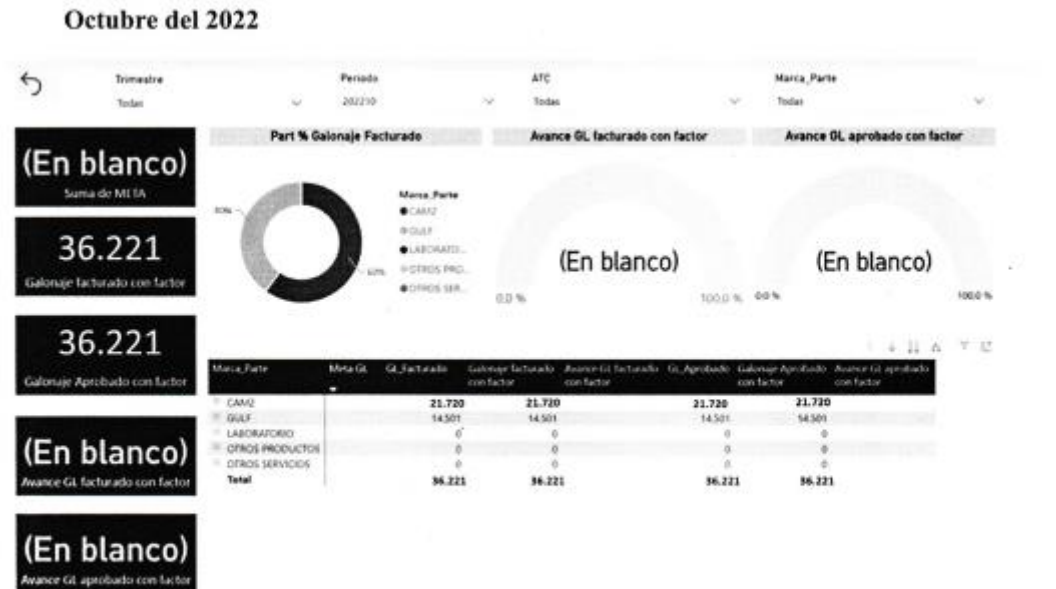 Octubre del 2022
Trimestre
Todas
Periodo
202210
ATC
Todas
Marca_Parte
Todas
(En blanco)
Suma de META
36.221
Galonaje facturado con factor
36.221
Galonaje Aprobado con factor
(En blanco)
Avance GL facturado con factor
(En blanco)
Avance GL aprobado con factor
Part % Galonaje Facturado
60%
Marca_Parte
CAM2
GULF
LABORATO...
OTROS PRO...
OTROS SER...
Avance GL facturado con factor
(En blanco)
0,0 % 100,0 %
Avance GL aprobado con factor
(En blanco)
0,0 % 100,0 %
Marca_Parte Meta GL GL_Facturado Galonaje facturado con factor Avance GL facturado con factor GL_Aprobado Galonaje Aprobado con factor Avance GL aprobado con factor
CAM2 21.720 21.720 21.720 21.720
GULF 14.501 14.501 14.501 14.501
LABORATORIO 0 0 0 0
OTROS PRODUCTOS 0 0 0 0
OTROS SERVICIOS 0 0 0 0
Total 36.221 36.221 36.221 36.221